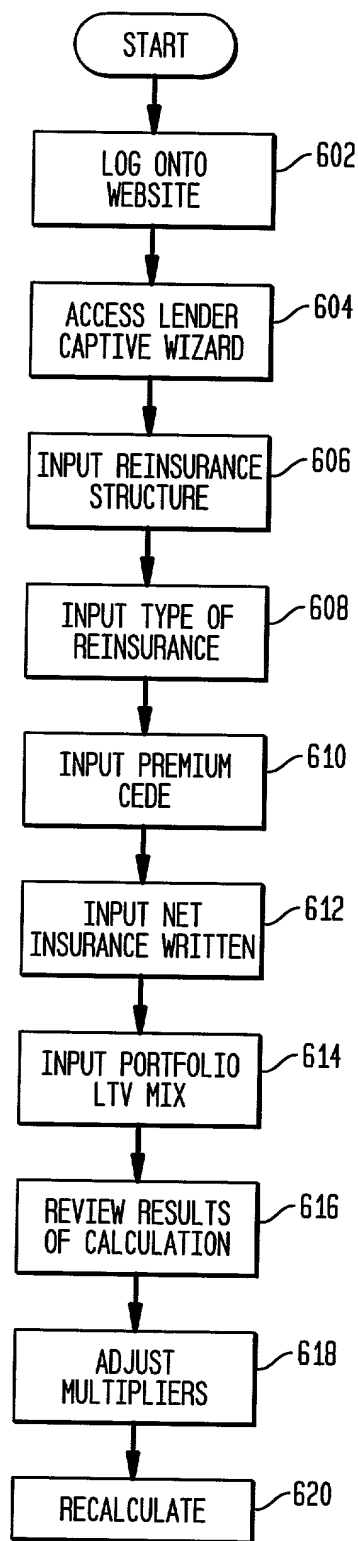 START
LOG ONTO
WEBSITE
602
ACCESS LENDER
CAPTIVE WIZARD
604
INPUT REINSURANCE
STRUCTURE
606
INPUT TYPE OF
REINSURANCE
608
INPUT PREMIUM
CEDE
610
INPUT NET
INSURANCE WRITTEN
612
INPUT PORTFOLIO
LTV MIX
614
REVIEW RESULTS
OF CALCULATION
616
ADJUST
MULTIPLIERS
618
RECALCULATE
620